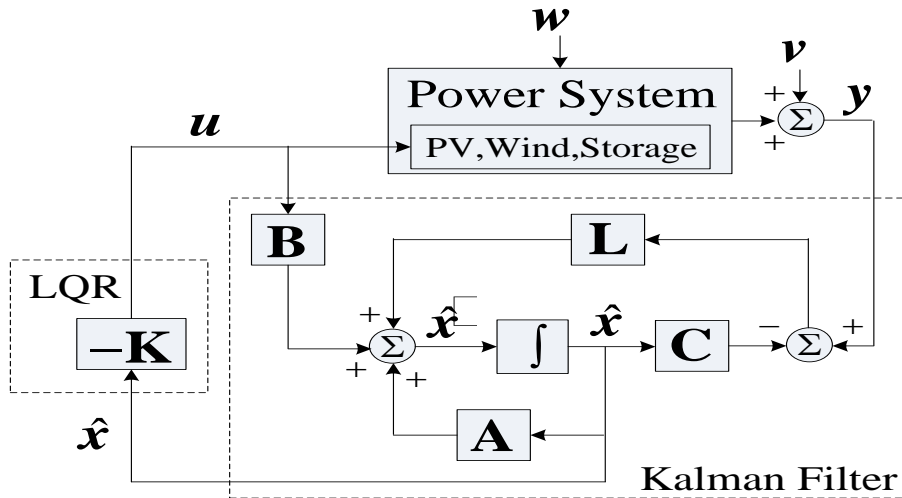 w
v
Power System
+
Σ
y
+
u
PV,Wind,Storage
B
L
LQR
−K
+
x̂
x̂
−
+
Σ
∫
C
Σ
+
+
x̂
A
Kalman Filter